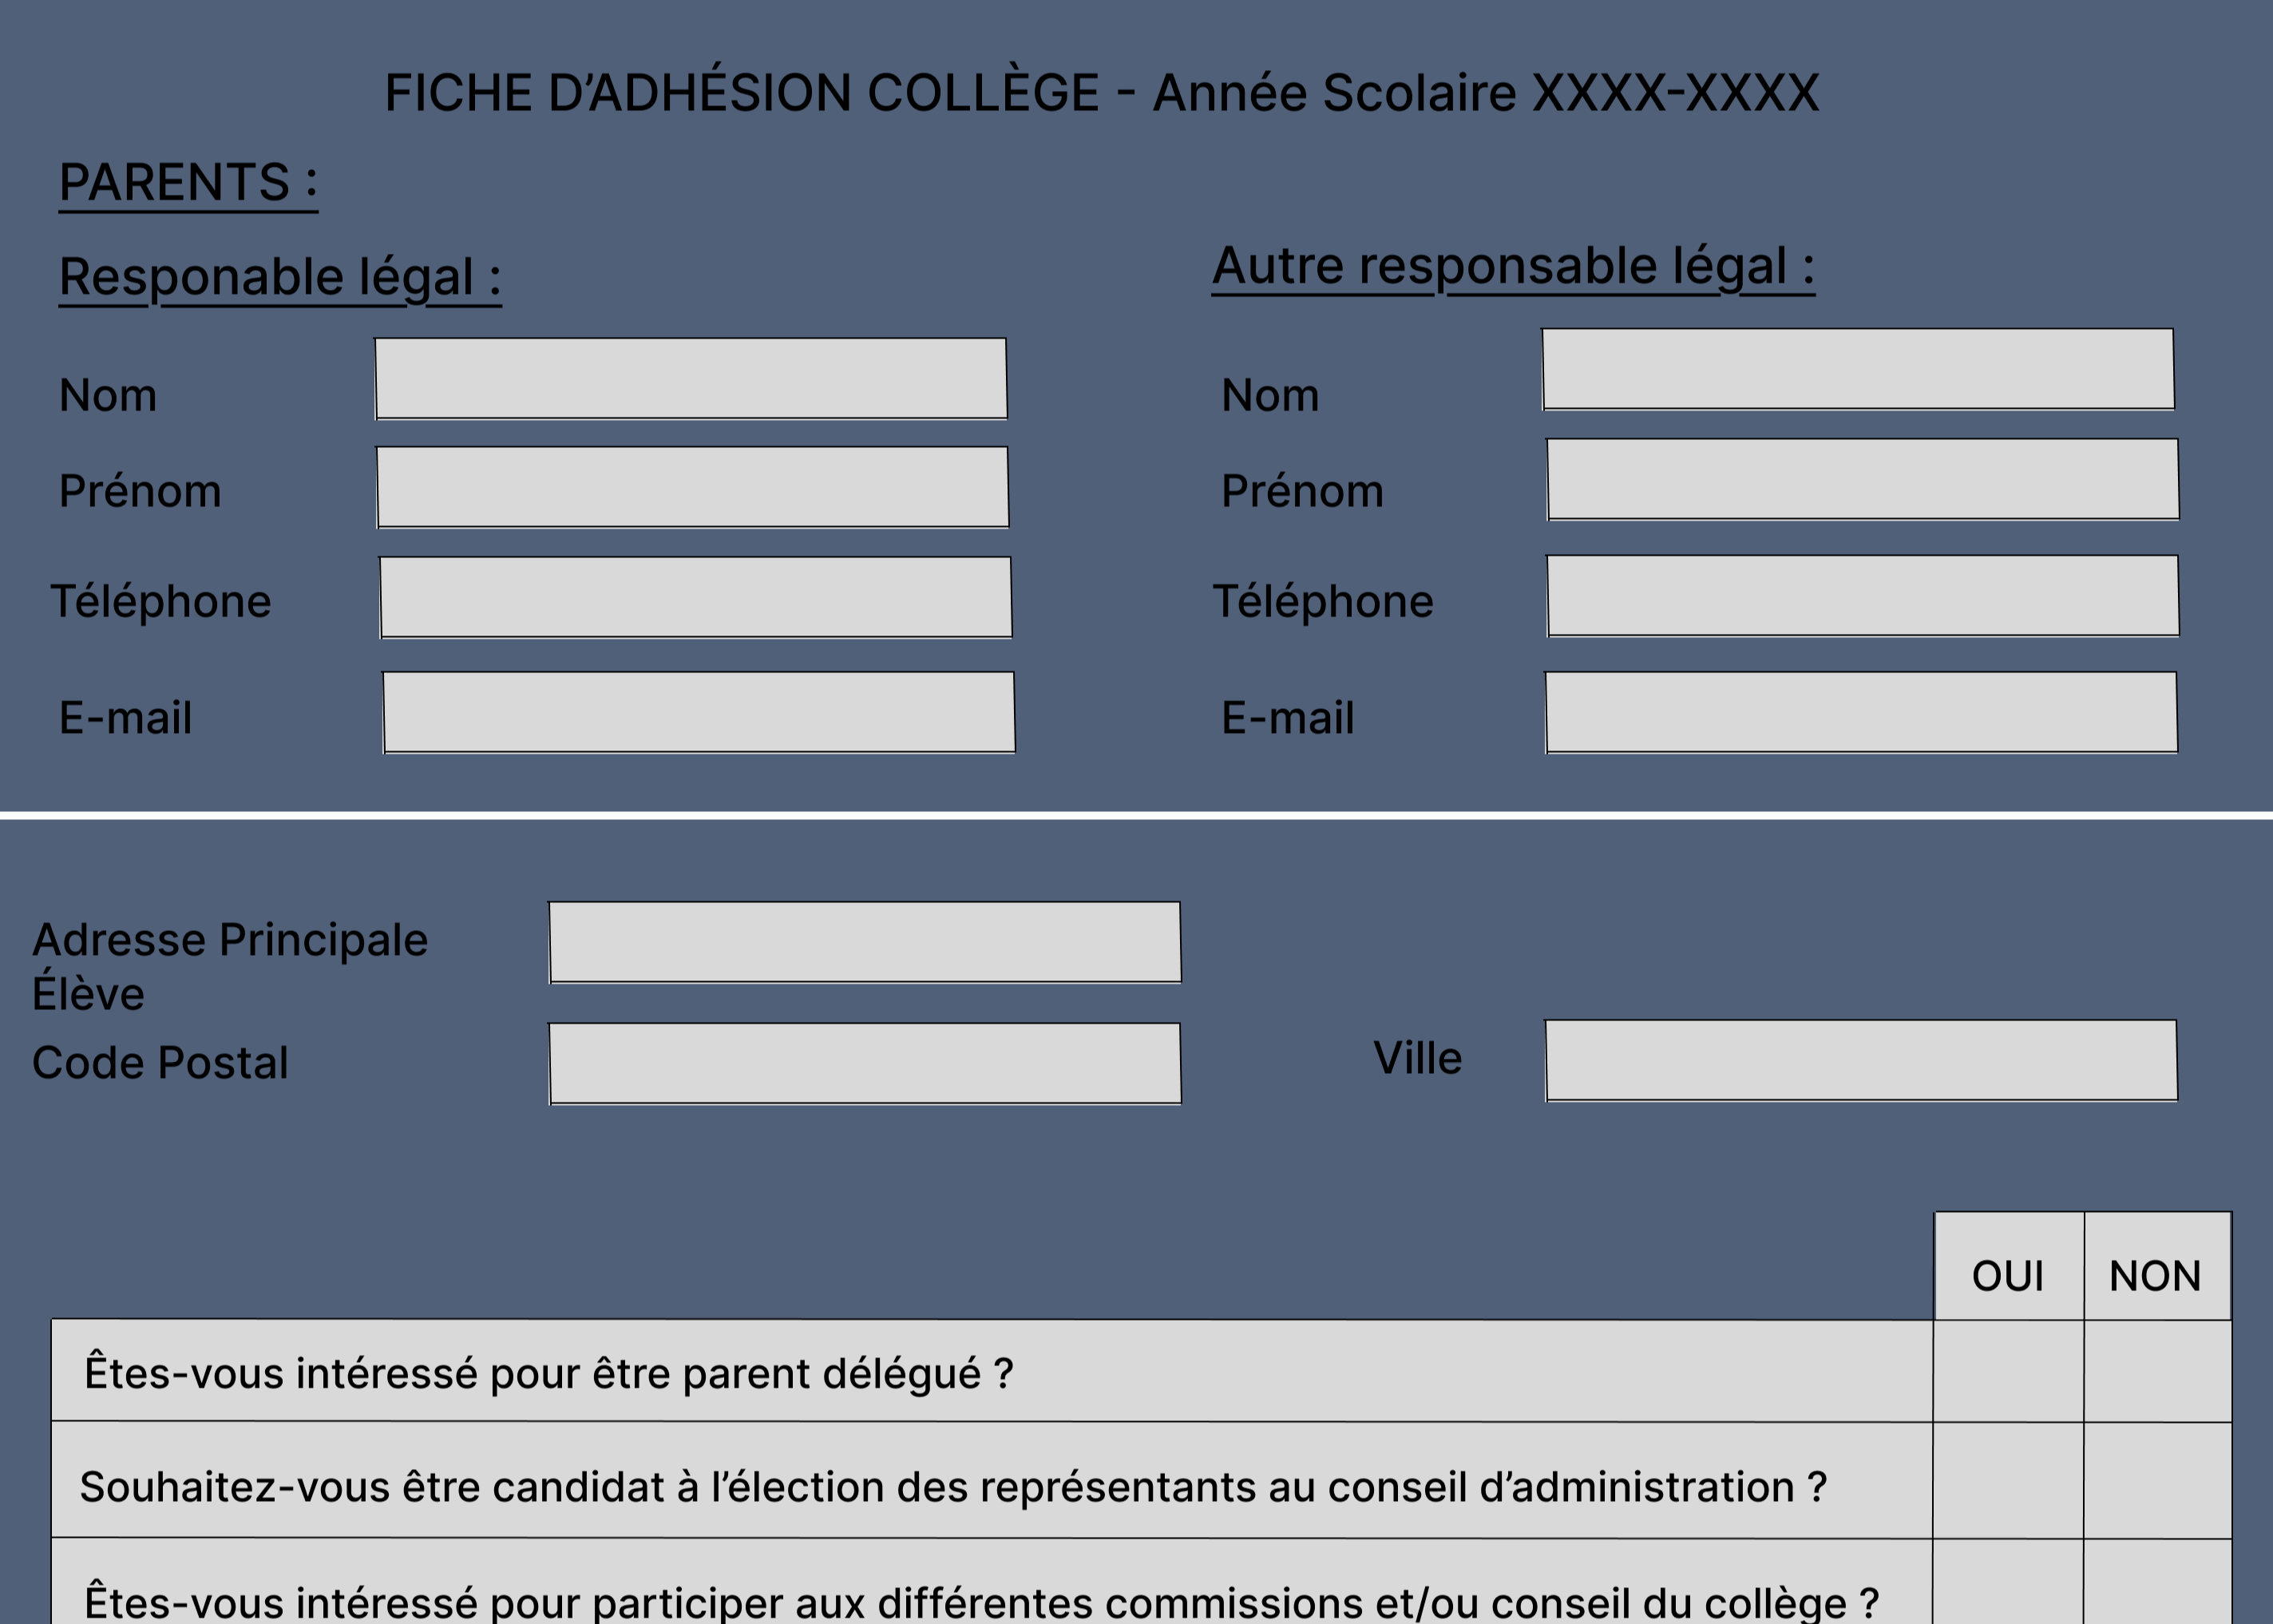 FICHE D’ADHÉSION COLLÈGE - Année Scolaire XXXX-XXXX
PARENTS :
Responable légal :
Nom
Prénom
Téléphone
E-mail
Autre responsable légal :
Nom
Prénom
Téléphone
E-mail
Adresse Principale
Élève
Code Postal
Ville
OUI NON
Êtes-vous intéressé pour être parent délégué ?
Souhaitez-vous être candidat à l’élection des représentants au conseil d’administration ?
Êtes-vous intéressé pour participer aux différentes commissions et/ou conseil du collège ?